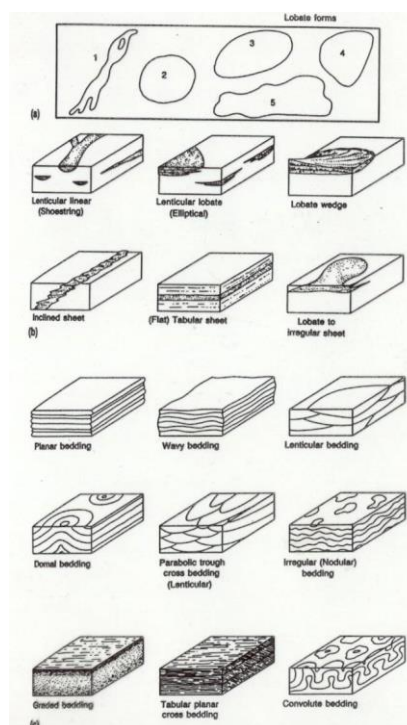 Lobate forms
1
2
3
4
5
(a)
Lenticular linear
(Shoestring)
Lenticular lobate
(Elliptical)
Lobate wedge
Inclined sheet
(Flat) Tabular sheet
Lobate to
irregular sheet
(b)
Planar bedding
Wavy bedding
Lenticular bedding
Domal bedding
Parabolic trough
cross bedding
(Lenticular)
Irregular (Nodular)
bedding
Graded bedding
Tabular planar
cross bedding
Convolute bedding
(c)